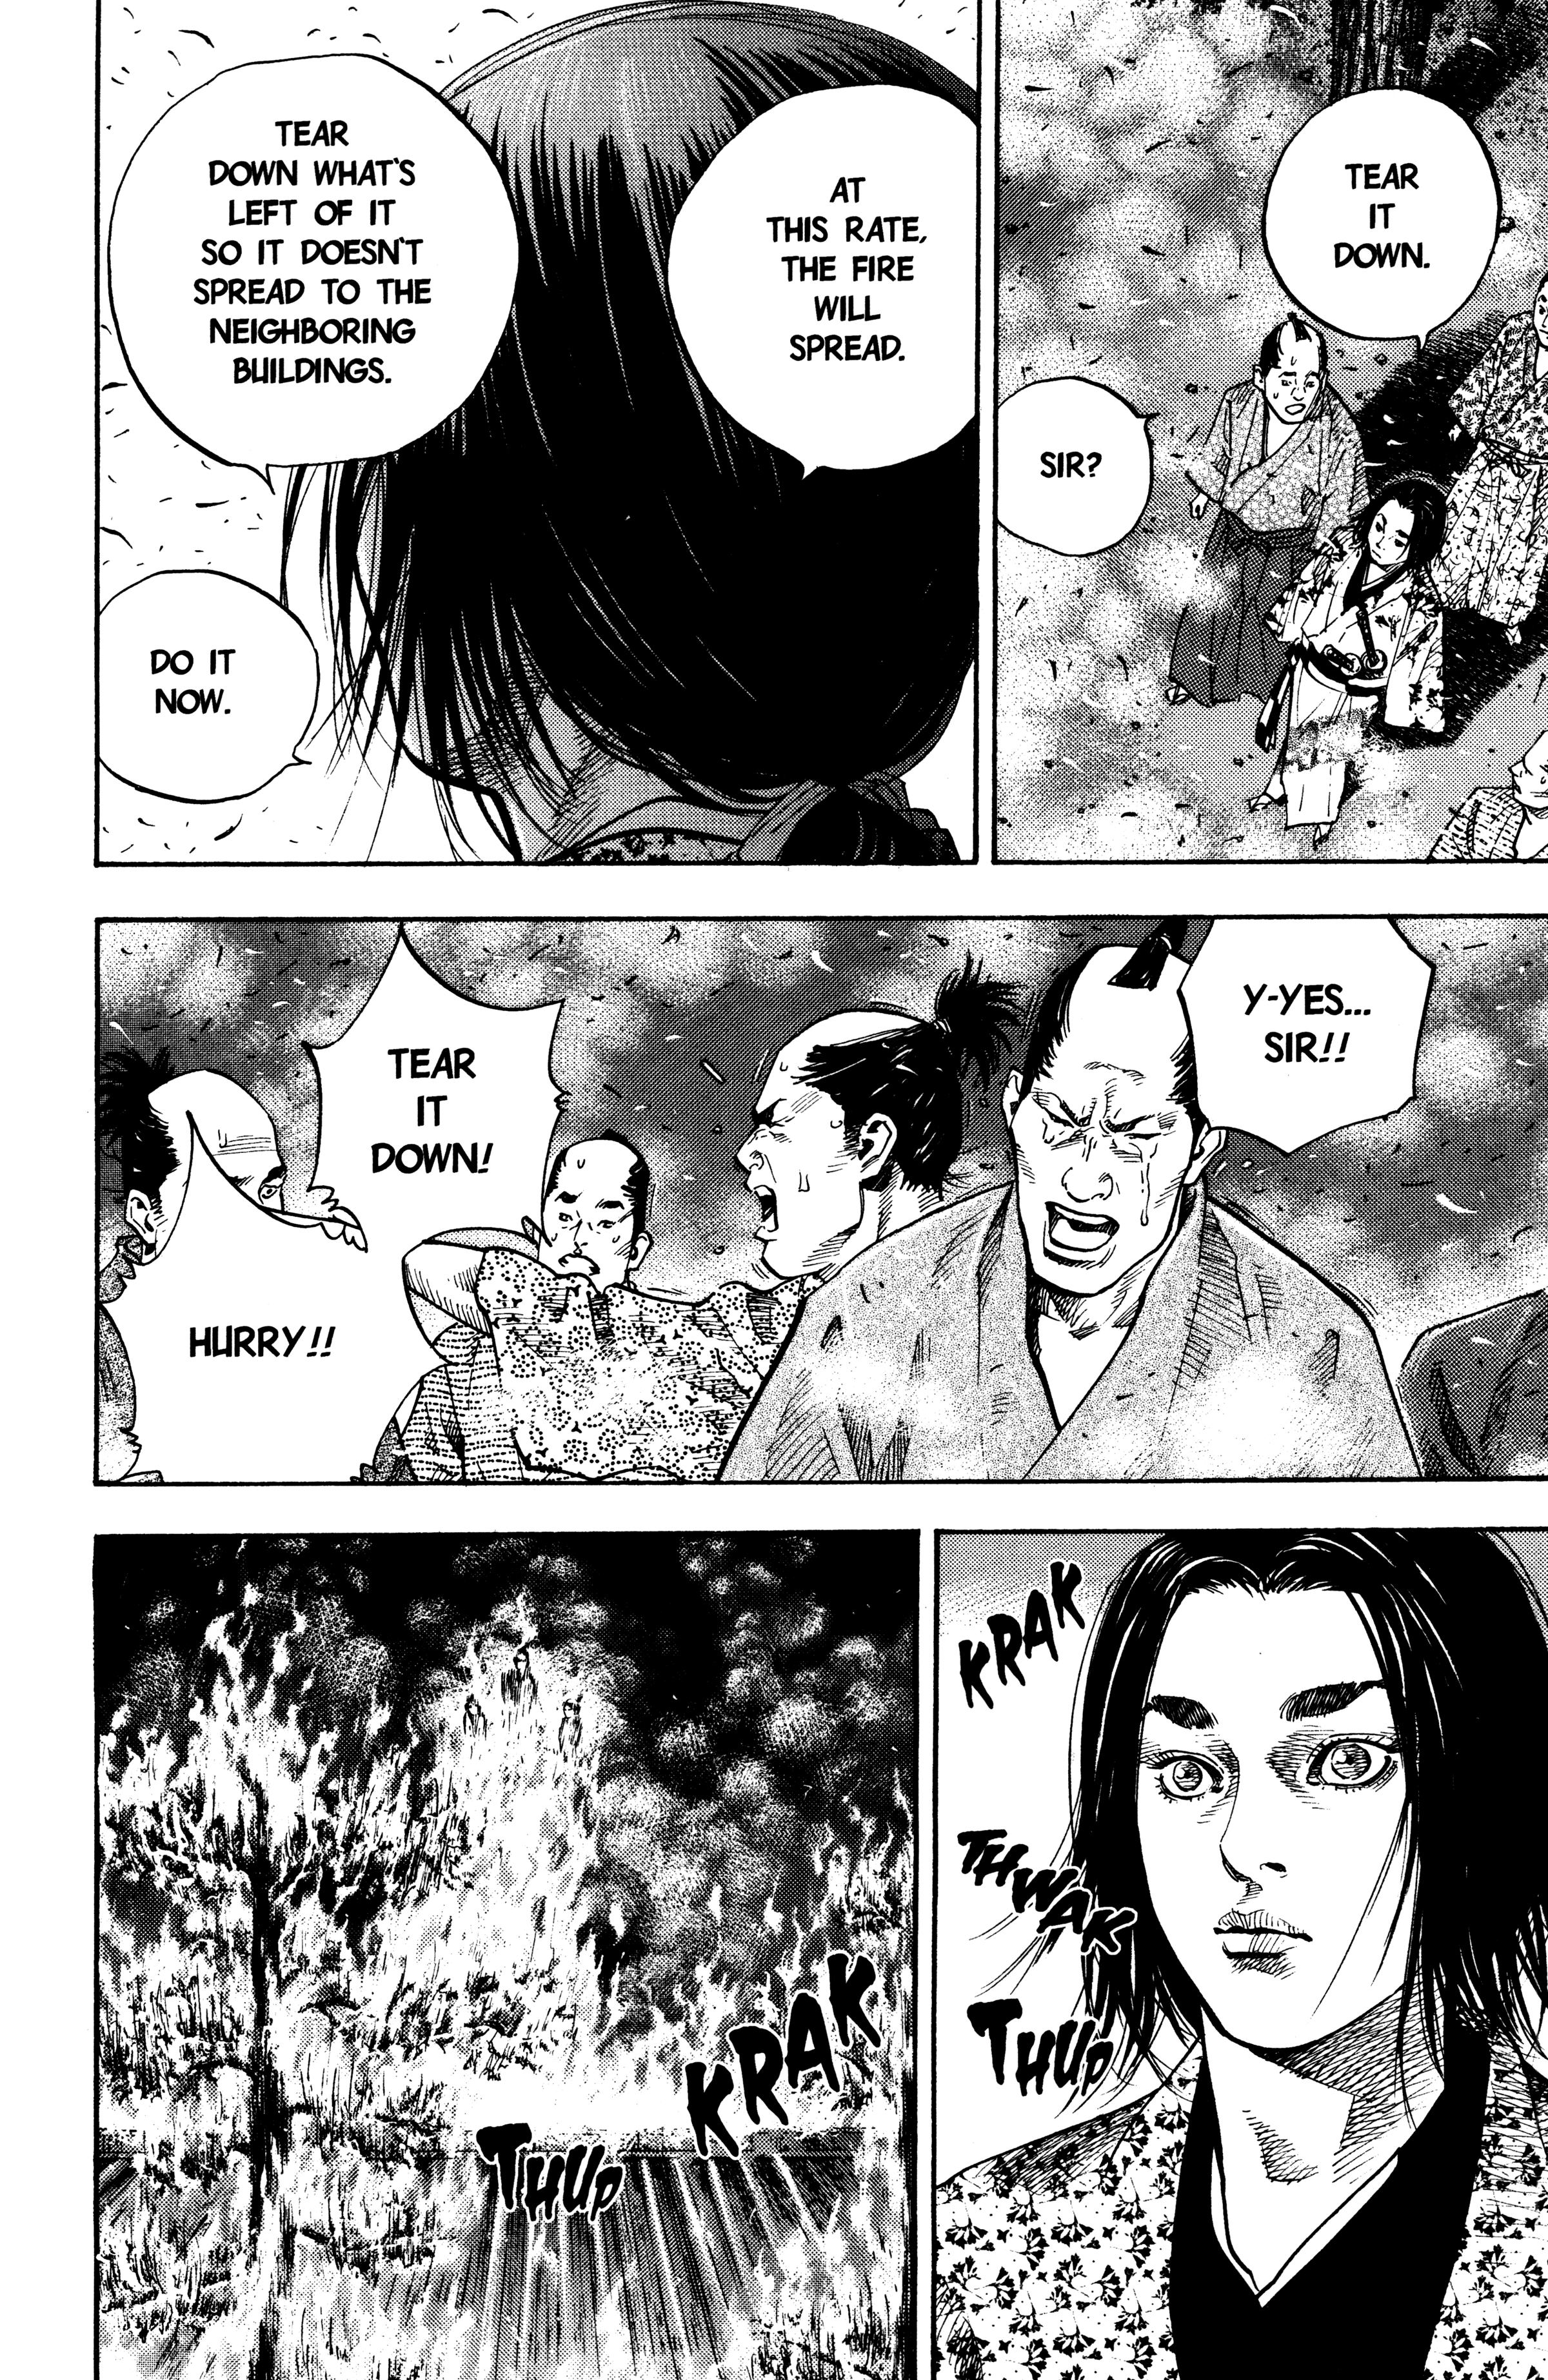 TEAR
IT
DOWN.
SIR?
AT
THIS RATE,
THE FIRE
WILL
SPREAD.
TEAR
DOWN WHAT'S
LEFT OF IT
SO IT DOESN'T
SPREAD TO THE
NEIGHBORING
BUILDINGS.
DO IT
NOW.
Y-YES...
SIR!!
TEAR
IT
DOWN!
HURRY!!
KRAK
THWAK
THUP
KRAK
THUP